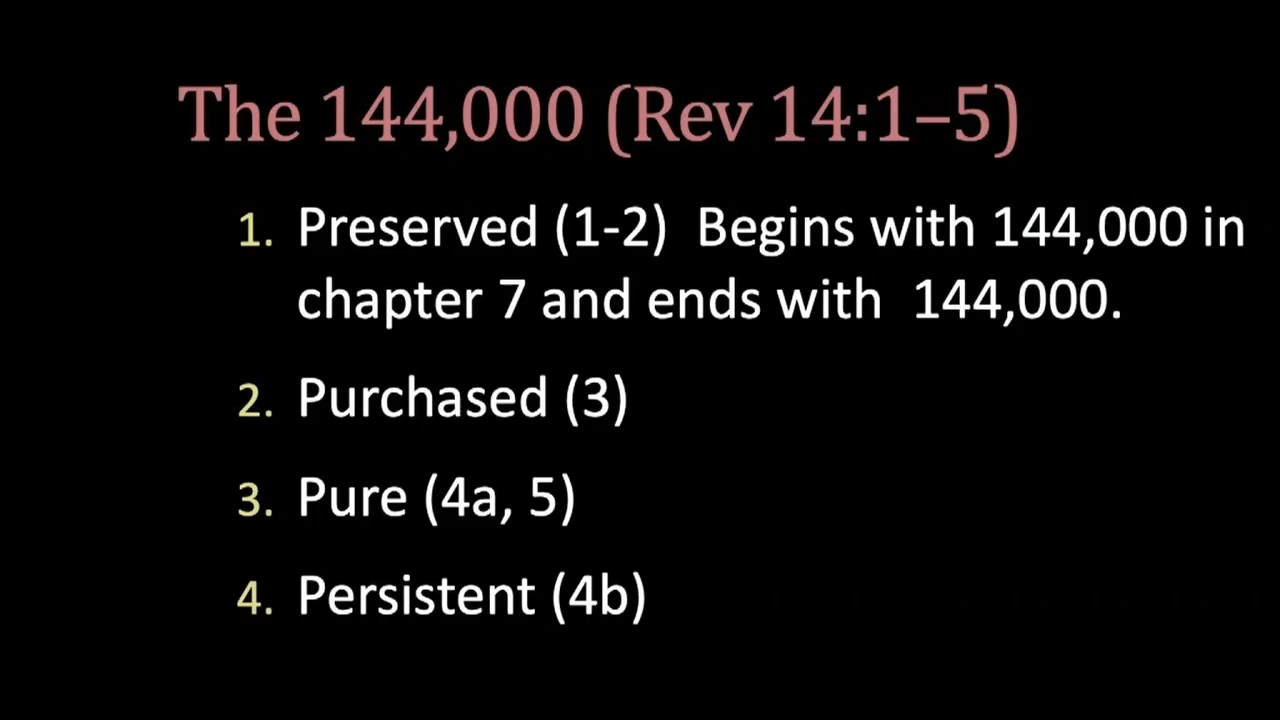 The 144,000 (Rev 14:1–5)
1. Preserved (1-2)  Begins with 144,000 in
chapter 7 and ends with  144,000.
2. Purchased (3)
3. Pure (4a, 5)
4. Persistent (4b)